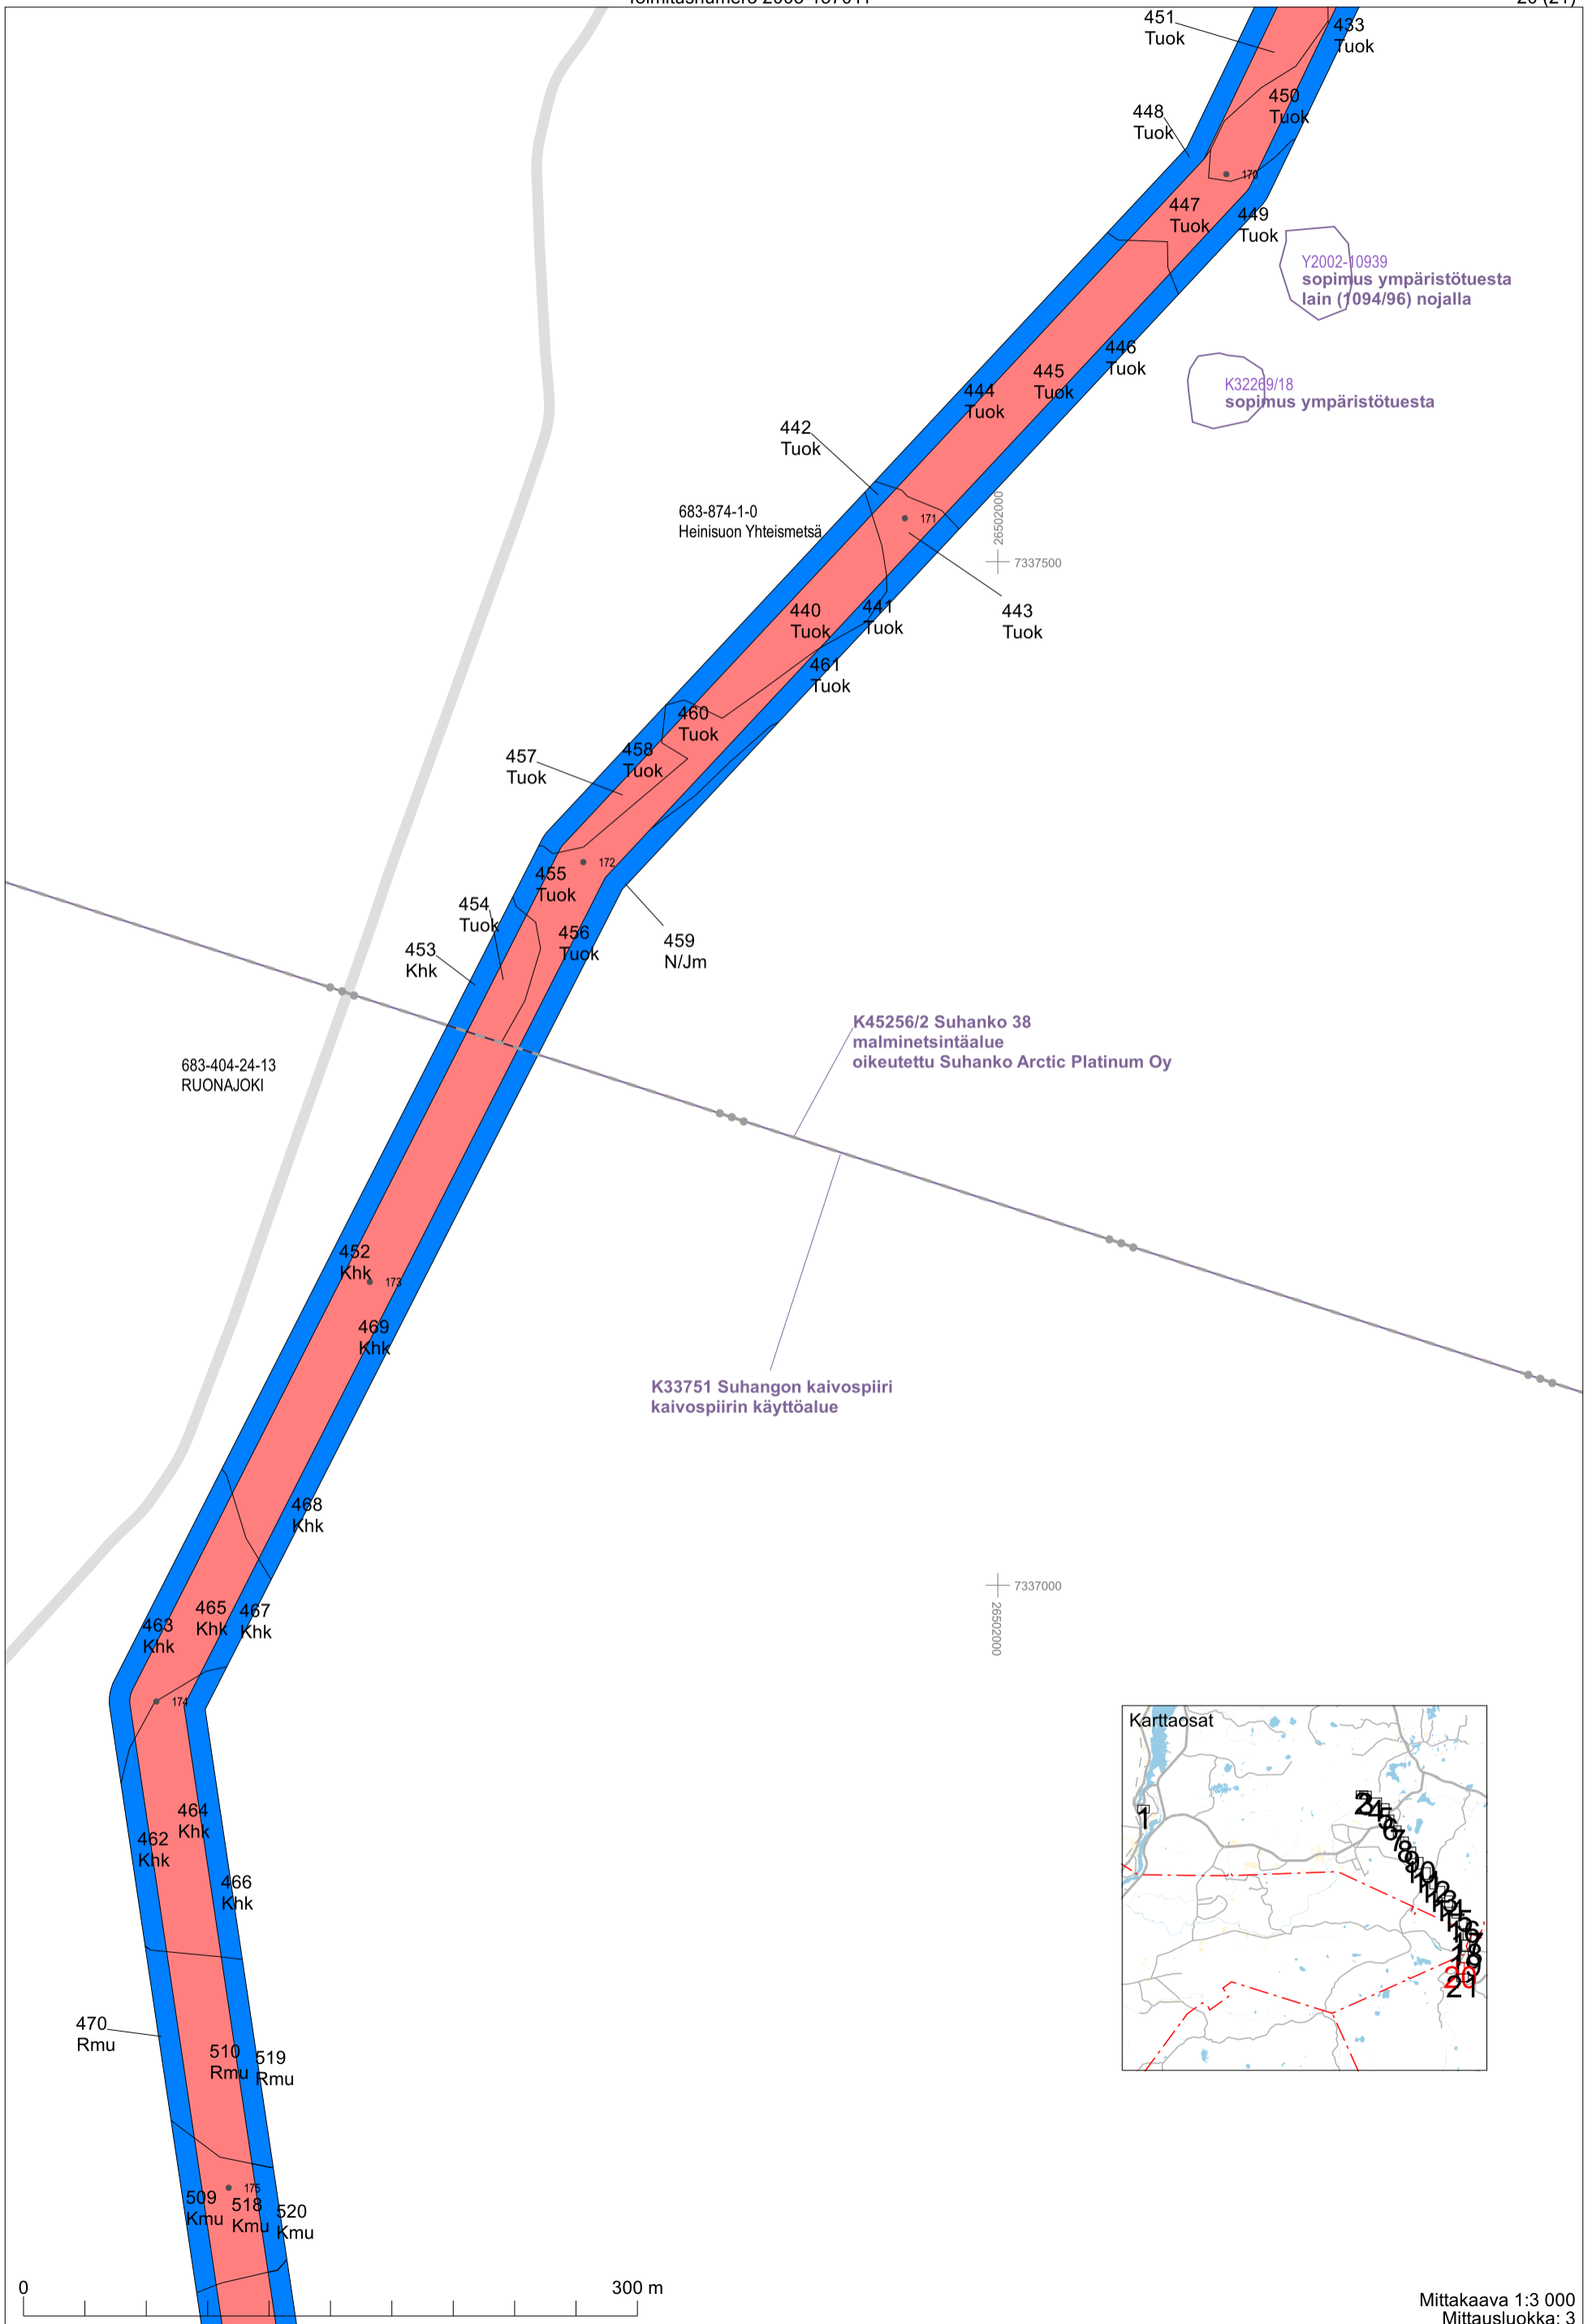 20 (21)
451
Tuok
433
Tuok
450
Tuok
448
Tuok
170
447
Tuok
449
Tuok
Y2002-10939
sopimus ympäristötuesta
lain (1094/96) nojalla
446
Tuok
445
Tuok
444
Tuok
K32269/18
sopimus ympäristötuesta
442
Tuok
683-874-1-0
Heinisuon Yhteismetsä
171
26502000
7337500
443
Tuok
440
Tuok
441
Tuok
461
Tuok
460
Tuok
458
Tuok
457
Tuok
172
455
Tuok
454
Tuok
456
Tuok
459
N/Jm
453
Khk
K45256/2 Suhanko 38
malminetsintäalue
oikeutettu Suhanko Arctic Platinum Oy
683-404-24-13
RUONAJOKI
452
Khk
173
469
Khk
K33751 Suhangon kaivospiiri
kaivospiirin käyttöalue
468
Khk
7337000
26502000
465
Khk
467
Khk
463
Khk
174
464
Khk
462
Khk
466
Khk
Karttaosat
1
20
21
470
Rmu
510
Rmu
519
Rmu
175
509
Kmu
518
Kmu
520
Kmu
0
300 m
Mittakaava 1:3 000
Mittausluokka: 3